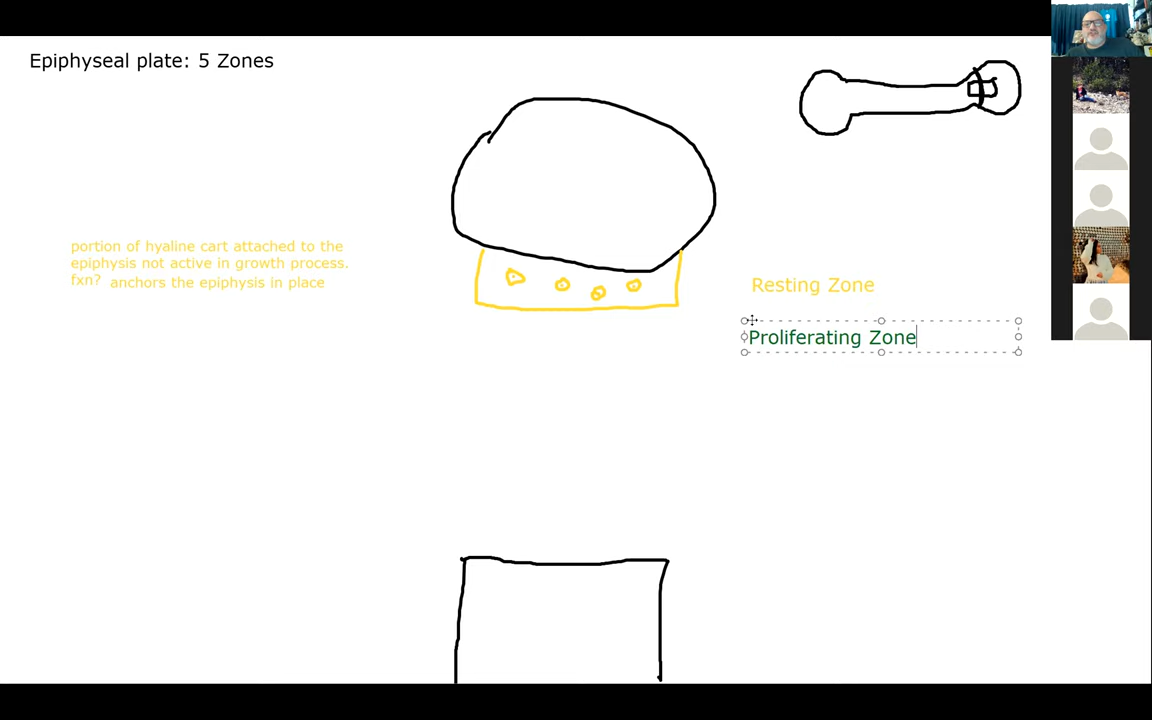 Epiphyseal plate: 5 Zones
portion of hyaline cart attached to the
epiphysis not active in growth process.
fxn? anchors the epiphysis in place
Resting Zone
Proliferating Zone